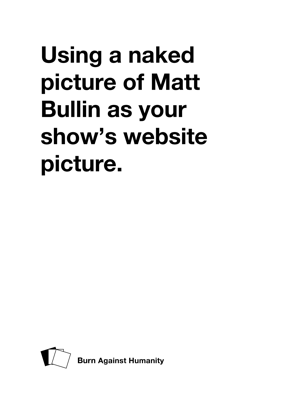 Using a naked
picture of Matt
Bullin as your
show’s website
picture.
Burn Against Humanity